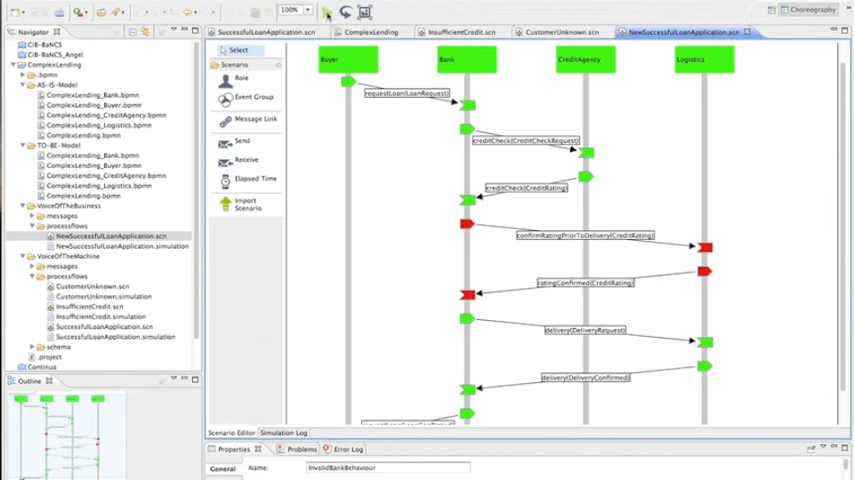 100%
Choreography
Navigator
SuccessfulLoanApplication.scn
ComplexLending
InsufficientCredit.scn
CustomerUnknown.scn
NewSuccessfulLoanApplication.scn
CiB-BaNCS
CiB-BaNCS_Angel
ComplexLending
.bpmn
AS-IS-Model
ComplexLending_Bank.bpmn
ComplexLending_Buyer.bpmn
ComplexLending_CreditAgency.bpmn
ComplexLending_Logistics.bpmn
ComplexLending.bpmn
TO-BE-Model
ComplexLending_Bank.bpmn
ComplexLending_Buyer.bpmn
ComplexLending_CreditAgency.bpmn
ComplexLending_Logistics.bpmn
ComplexLending.bpmn
VoiceOfTheBusiness
messages
processflows
NewSuccessfulLoanApplication.scn
NewSuccessfulLoanApplication.simulation
VoiceOfTheMachine
messages
processflows
CustomerUnknown.scn
CustomerUnknown.simulation
InsufficientCredit.scn
InsufficientCredit.simulation
SuccessfulLoanApplication.scn
SuccessfulLoanApplication.simulation
schema
.project
Continua
Outline
Select
Scenario
Role
Event Group
Message Link
Send
Receive
Elapsed Time
Import
Scenario
Buyer
Bank
CreditAgency
Logistics
requestLoan(LoanRequest)
creditCheck(CreditCheckRequest)
creditCheck(CreditRating)
confirmRatingPriorToDelivery(CreditRating)
ratingConfirmed(CreditRating)
delivery(DeliveryRequest)
delivery(DeliveryConfirmed)
Scenario Editor
Simulation Log
Properties
Problems
Error Log
General
Name:
InvalidBankBehaviour